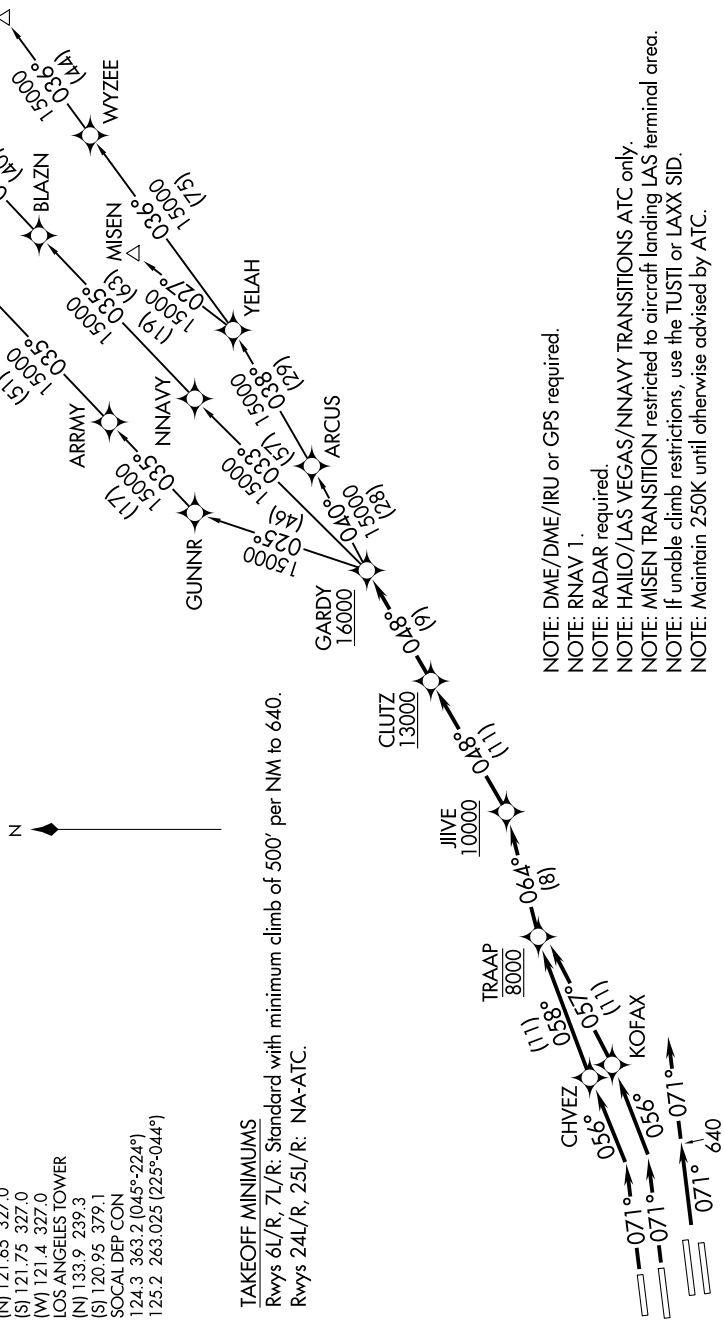 (N) 121.65 327.0
(S) 121.75 327.0
(W) 121.4 327.0
LOS ANGELES TOWER
(N) 133.9 239.3
(S) 120.95 379.1
SOCAL DEP CON
124.3 363.2 (045°-224°)
125.2 263.025 (225°-044°)
N
TAKEOFF MINIMUMS
Rwys 6L/R, 7L/R: Standard with minimum climb of 500' per NM to 640.
Rwys 24L/R, 25L/R: NA-ATC.
071°
071°
071°
071°
640
056°
056°
CHVEZ
KOFAX
(11)
058°
057°
(11)
TRAAP
8000
064°
(8)
JIIVE
10000
048°
(11)
CLUTZ
13000
048°
(9)
GARDY
16000
15000
025°
(46)
GUNNR
(17)
15000
035°
ARRMY
(51)
15000
035°
15000
033°
(57)
NNAVY
15000
035°
(63)
BLAZN
040°
15000
(28)
ARCUS
15000
038°
(29)
YELAH
(19)
15000
027°
MISEN
036°
15000
(75)
WYZEE
15000
036°
(44)
NOTE: DME/DME/IRU or GPS required.
NOTE: RNAV 1.
NOTE: RADAR required.
NOTE: HAILO/LAS VEGAS/NNAVY TRANSITIONS ATC only.
NOTE: MISEN TRANSITION restricted to aircraft landing LAS terminal area.
NOTE: If unable climb restrictions, use the TUSTI or LAXX SID.
NOTE: Maintain 250K until otherwise advised by ATC.